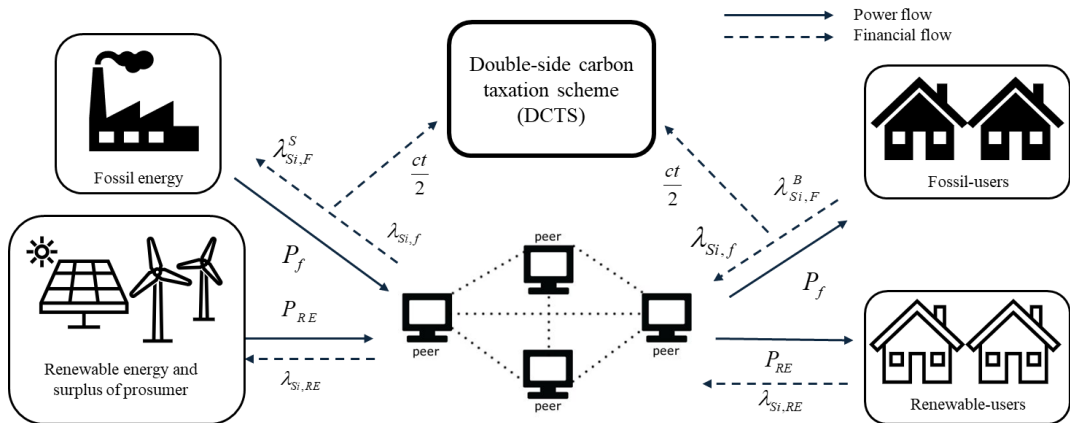 Power flow
Financial flow
Double-side carbon
taxation scheme
(DCTS)
Fossil energy
λ^S_{Si,F}
ct/2
λ_{Si,f}
P_f
ct/2
λ^B_{Si,F}
λ_{Si,f}
P_f
Fossil-users
Renewable energy and
surplus of prosumer
P_{RE}
λ_{Si,RE}
peer
peer
peer
peer
P_{RE}
λ_{Si,RE}
Renewable-users